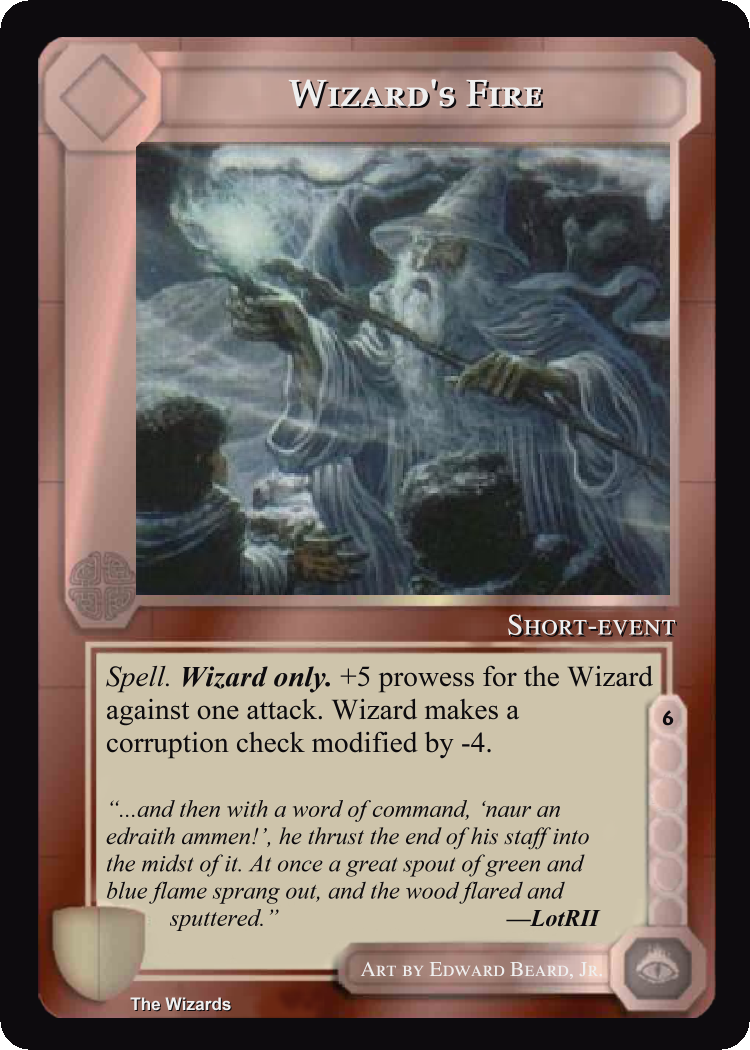 Wizard's Fire
Short-event
Spell. Wizard only. +5 prowess for the Wizard
against one attack. Wizard makes a
corruption check modified by -4.
6
“...and then with a word of command, ‘naur an
edraith ammen!’, he thrust the end of his staff into
the midst of it. At once a great spout of green and
blue flame sprang out, and the wood flared and
sputtered.” —LotRII
Art by Edward Beard, Jr.
The Wizards